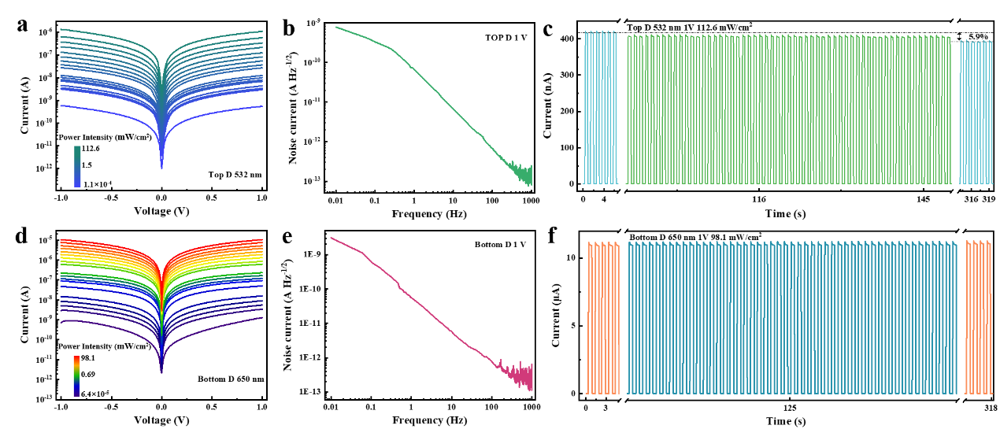 a
Current (A)
10⁻⁶
10⁻⁷
10⁻⁸
10⁻⁹
10⁻¹⁰
10⁻¹¹
10⁻¹²
Power Intensity (mW/cm²)
112.6
1.5
1.1×10⁻⁴
Top D 532 nm
-1.0 -0.5 0.0 0.5 1.0
Voltage (V)
b
Noise current (A Hz⁻¹/²)
10⁻⁹
10⁻¹⁰
10⁻¹¹
10⁻¹²
10⁻¹³
TOP D 1 V
0.01 0.1 1 10 100 1000
Frequency (Hz)
c
Current (nA)
400
300
200
100
0
Top D 532 nm 1V 112.6 mW/cm²
5.9%
0 4 116 145 316 319
Time (s)
d
Current (A)
10⁻⁵
10⁻⁶
10⁻⁷
10⁻⁸
10⁻⁹
10⁻¹⁰
10⁻¹¹
10⁻¹²
10⁻¹³
Power Intensity (mW/cm²)
98.1
0.69
6.4×10⁻⁵
Bottom D 650 nm
-1.0 -0.5 0.0 0.5 1.0
Voltage (V)
e
Noise current (A Hz⁻¹/²)
1E-9
1E-10
1E-11
1E-12
1E-13
Bottom D 1 V
0.01 0.1 1 10 100 1000
Frequency (Hz)
f
Current (μA)
10
5
0
Bottom D 650 nm 1V 98.1 mW/cm²
0 3 125 318
Time (s)